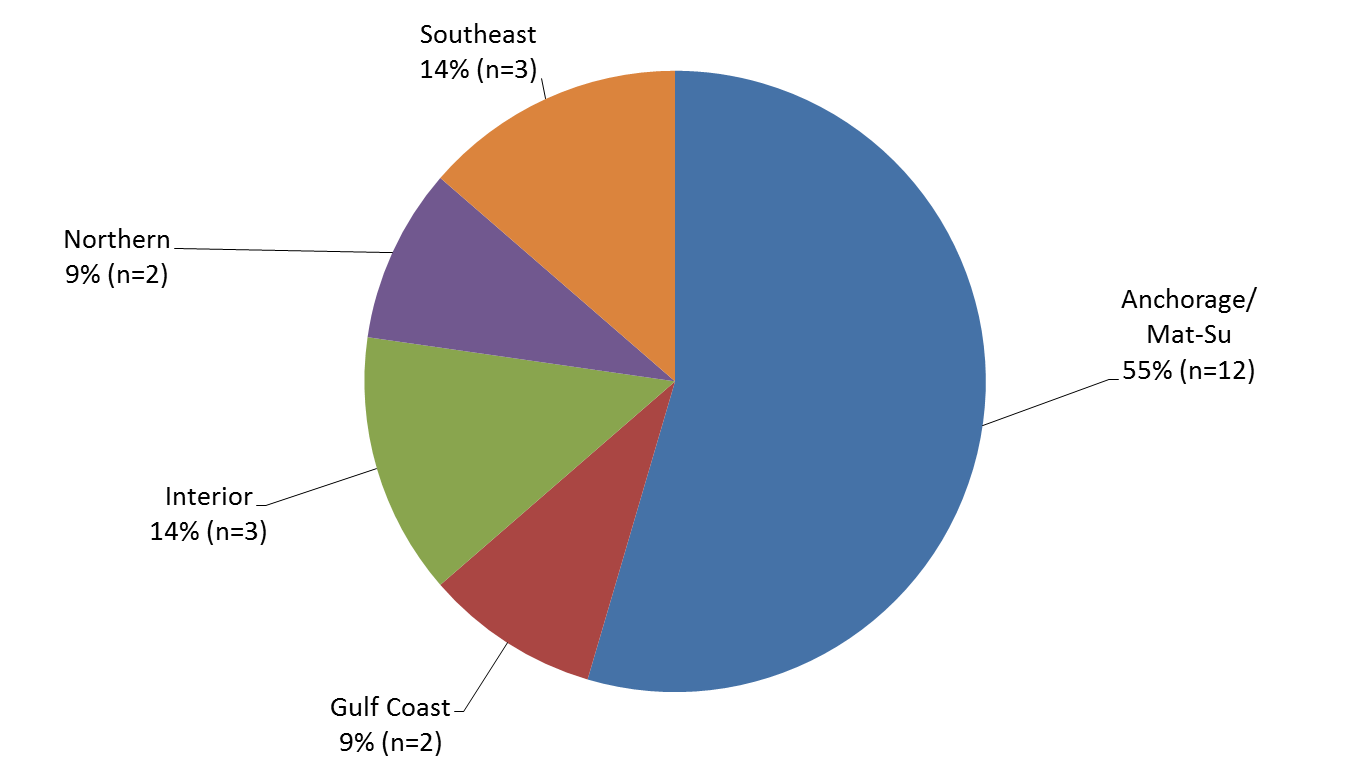 Southeast
14% (n=3)
Northern
9% (n=2)
Anchorage/
Mat-Su
55% (n=12)
Interior
14% (n=3)
Gulf Coast
9% (n=2)